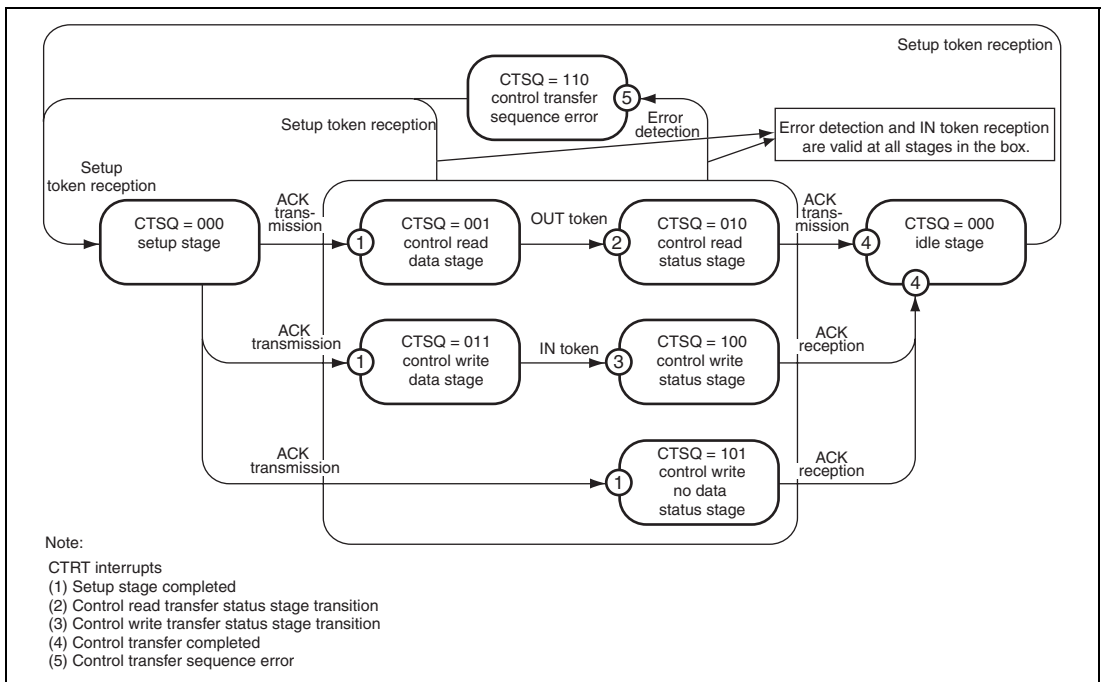 Setup token reception
CTSQ = 110
control transfer
sequence error
5
Setup token reception
Error
detection
Error detection and IN token reception
are valid at all stages in the box.
Setup
token reception
CTSQ = 000
setup stage
ACK
trans-
mission
1
CTSQ = 001
control read
data stage
OUT token
2
CTSQ = 010
control read
status stage
ACK
trans-
mission
4
CTSQ = 000
idle stage
4
ACK
transmission
1
CTSQ = 011
control write
data stage
IN token
3
CTSQ = 100
control write
status stage
ACK
reception
ACK
transmission
1
CTSQ = 101
control write
no data
status stage
ACK
reception
Note:
CTRT interrupts
(1) Setup stage completed
(2) Control read transfer status stage transition
(3) Control write transfer status stage transition
(4) Control transfer completed
(5) Control transfer sequence error